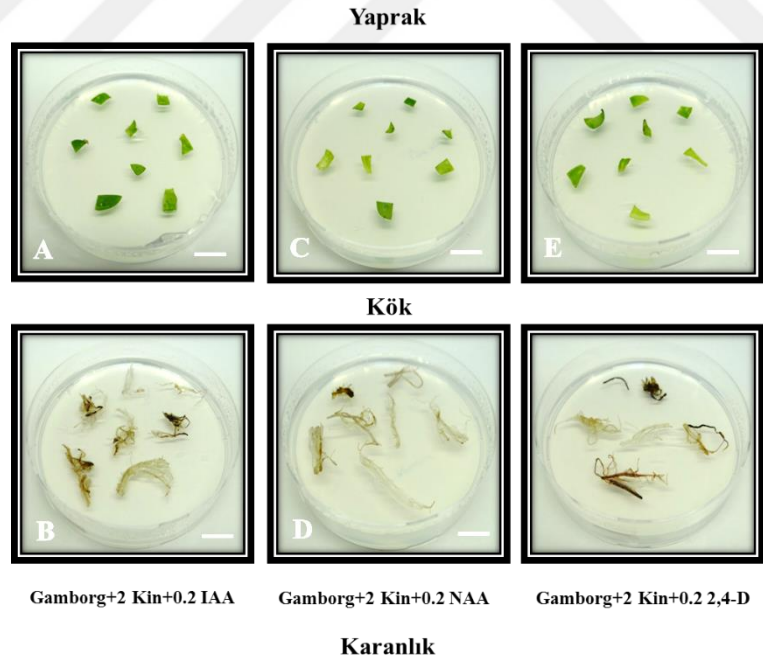 Yaprak
A
C
E
Kök
B
D
Gamborg+2 Kin+0.2 IAA
Gamborg+2 Kin+0.2 NAA
Gamborg+2 Kin+0.2 2,4-D
Karanlık